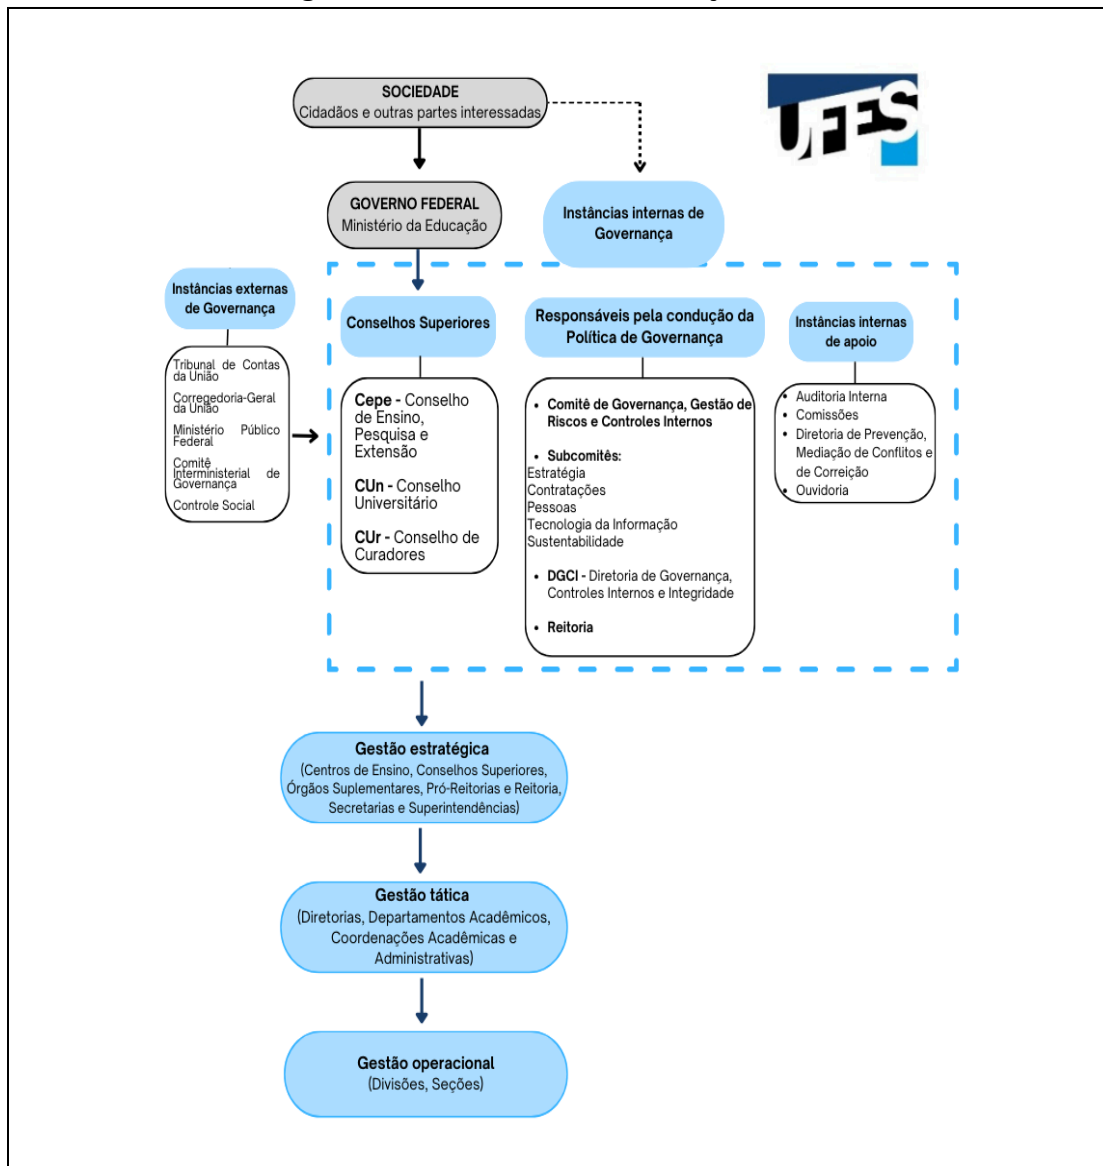 SOCIEDADE
Cidadãos e outras partes interessadas
UFES
GOVERNO FEDERAL
Ministério da Educação
Instâncias internas de
Governança
Instâncias externas
de Governança
Tribunal de Contas
da União
Corregedoria-Geral
da União
Ministério Público
Federal
Comitê
Interministerial de
Governança
Controle Social
Conselhos Superiores
Cepe - Conselho
de Ensino,
Pesquisa e
Extensão
CUn - Conselho
Universitário
CUr - Conselho de
Curadores
Responsáveis pela condução da
Política de Governança
• Comitê de Governança, Gestão de
Riscos e Controles Internos
• Subcomitês:
Estratégia
Contratações
Pessoas
Tecnologia da Informação
Sustentabilidade
• DGCI - Diretoria de Governança,
Controles Internos e Integridade
• Reitoria
Instâncias internas
de apoio
• Auditoria Interna
• Comissões
• Diretoria de Prevenção,
Mediação de Conflitos e
de Correição
• Ouvidoria
Gestão estratégica
(Centros de Ensino, Conselhos Superiores,
Órgãos Suplementares, Pró-Reitorias e Reitoria,
Secretarias e Superintendências)
Gestão tática
(Diretorias, Departamentos Acadêmicos,
Coordenações Acadêmicas e
Administrativas)
Gestão operacional
(Divisões, Seções)